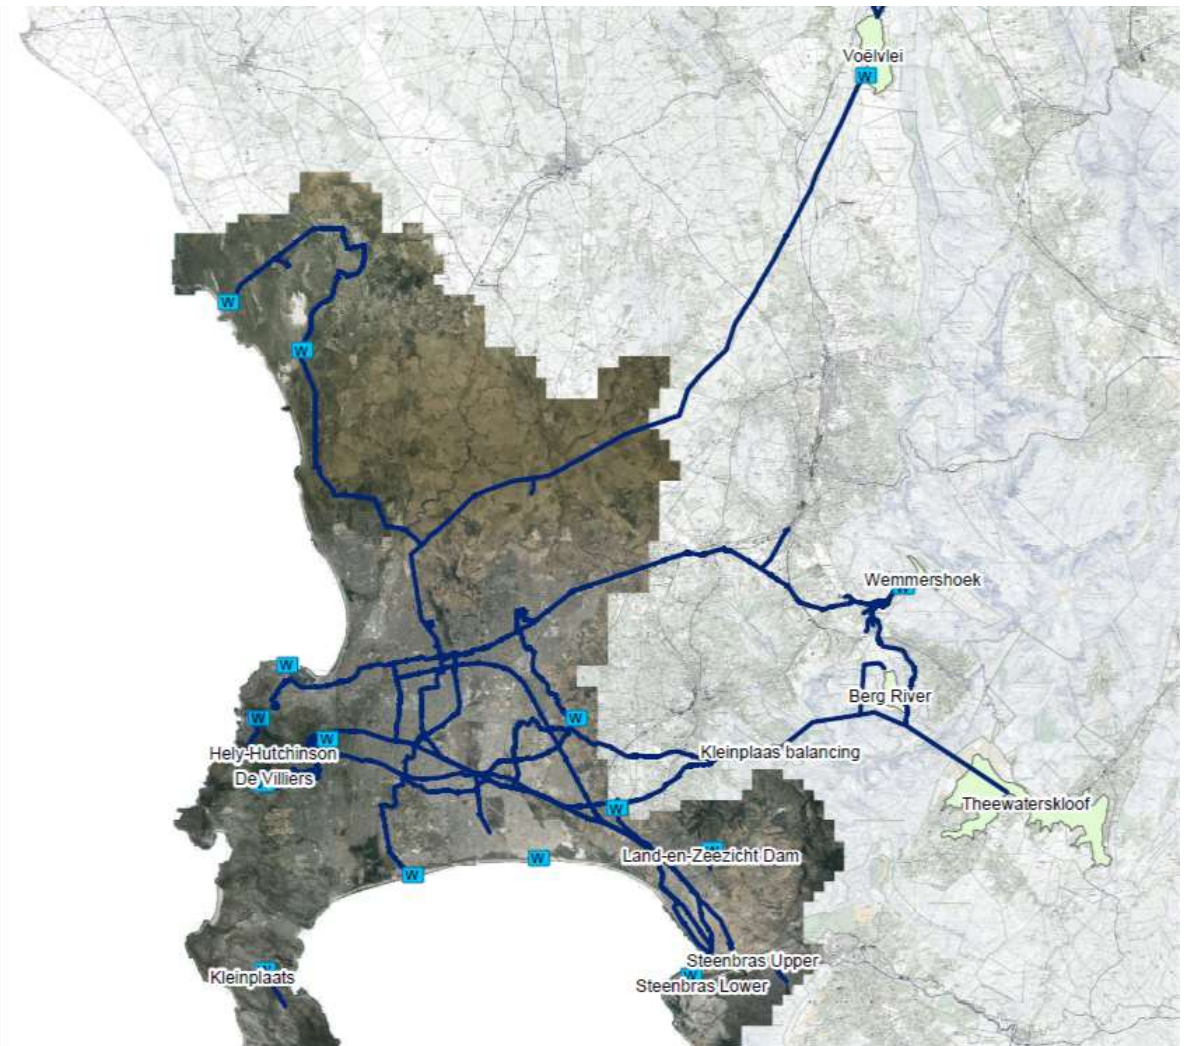 Voëlvlei
W
W
W
Wemmershoek
W
W
Berg River
W
W
W
Hely-Hutchinson
Kleinplaas balancing
De Villiers
Theewaterskloof
W
Land-en-Zeezicht Dam
W
W
W
Steenbras Upper
Kleinplaats
W
Steenbras Lower